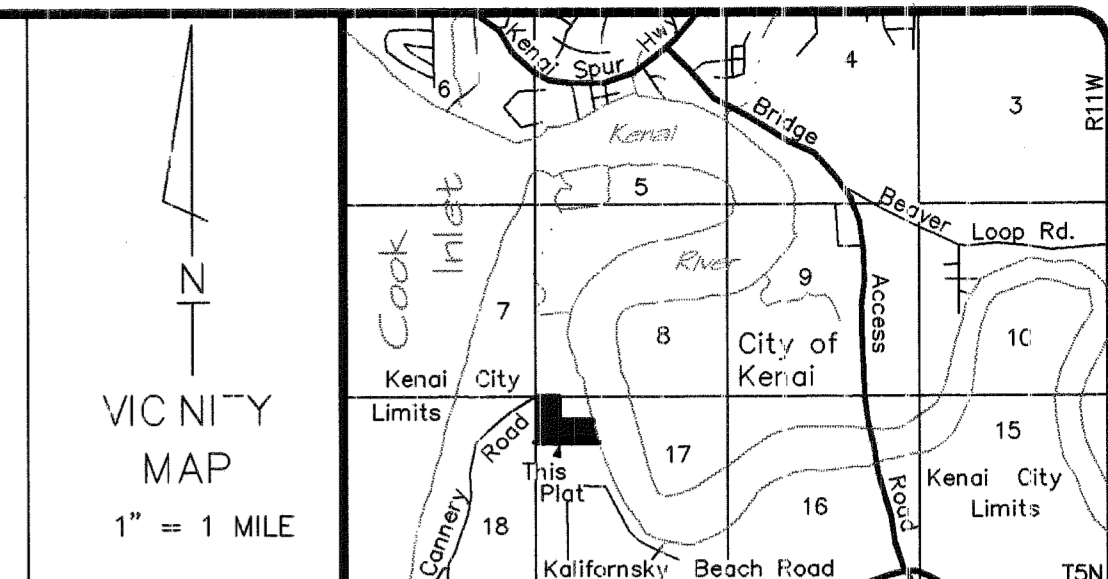 N
VICINITY
MAP
1" = 1 MILE
Kenai Spur Hwy
6
4
3
R11W
Kenai
Bridge
5
Beaver
Loop Rd.
Cook
Inlet
River
9
Access
7
8
10
City of
Kenai
Kenai City
Limits
Road
15
17
This
Plat
Kenai City
Limits
16
Road
18
Cannery
Kalifornsky Beach Road
T5N